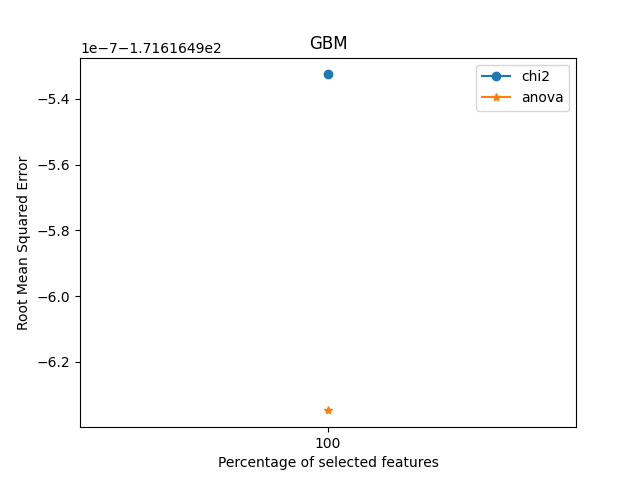 GBM
1e−7−1.7161649e2
chi2
anova
−5.4
−5.6
−5.8
−6.0
−6.2
Root Mean Squared Error
100
Percentage of selected features